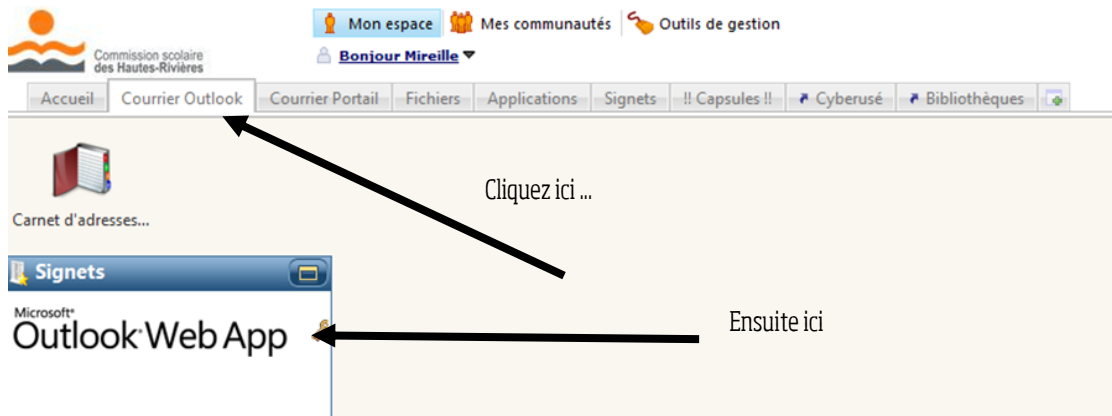 Mon espace Mes communautés Outils de gestion
Commission scolaire
des Hautes-Rivières
Bonjour Mireille
Accueil Courrier Outlook Courrier Portail Fichiers Applications Signets !! Capsules !! Cyberusé Bibliothèques
Cliquez ici ...
Carnet d'adresses...
Signets
Microsoft®
Outlook Web App
Ensuite ici